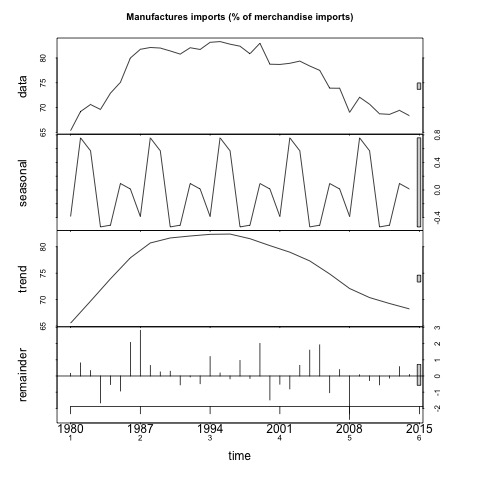 Manufactures imports (% of merchandise imports)
data
65 70 75 80
seasonal
-0.4 0.0 0.4 0.8
trend
65 70 75 80
remainder
-2 -1 0 1 2 3
1980 1987 1994 2001 2008 2015
1 2 3 4 5 6
time